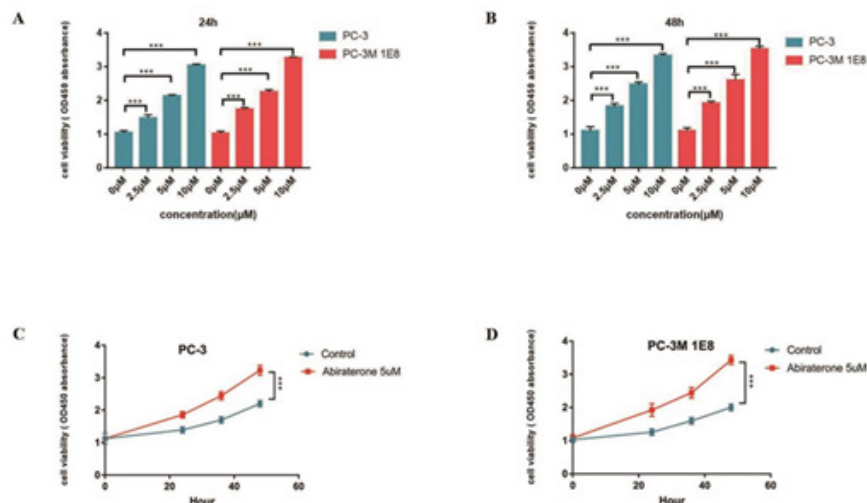 A
24h
cell viability ( OD450 absorbance)
4
3
2
1
0
***
***
***
***
***
***
PC-3
PC-3M 1E8
0μM
2.5μM
5μM
10μM
0μM
2.5μM
5μM
10μM
concentration(μM)
B
48h
cell viability ( OD450 absorbance)
4
3
2
1
0
***
***
***
***
***
***
PC-3
PC-3M 1E8
0μM
2.5μM
5μM
10μM
0μM
2.5μM
5μM
10μM
concentration(μM)
C
PC-3
cell viability ( OD450 absorbance)
4
3
2
1
0
0
20
40
60
Hour
Control
Abiraterone 5uM
***
D
PC-3M 1E8
cell viability ( OD450 absorbance)
4
3
2
1
0
0
20
40
60
Hour
Control
Abiraterone 5uM
***